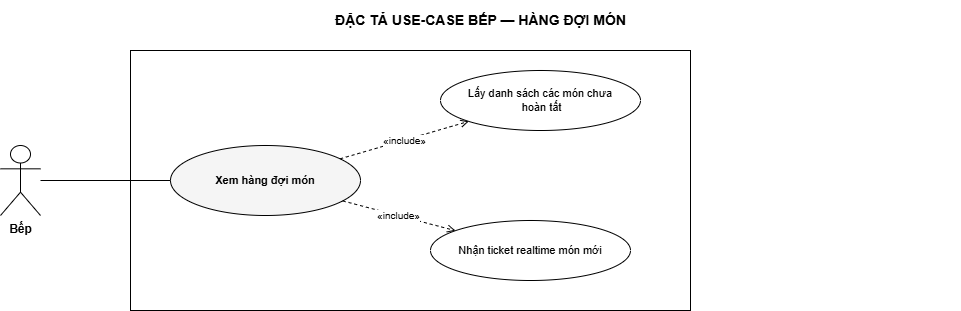 ĐẶC TẢ USE-CASE BẾP — HÀNG ĐỢI MÓN
Lấy danh sách các món chưa
hoàn tất
«include»
Xem hàng đợi món
«include»
Bếp
Nhận ticket realtime món mới